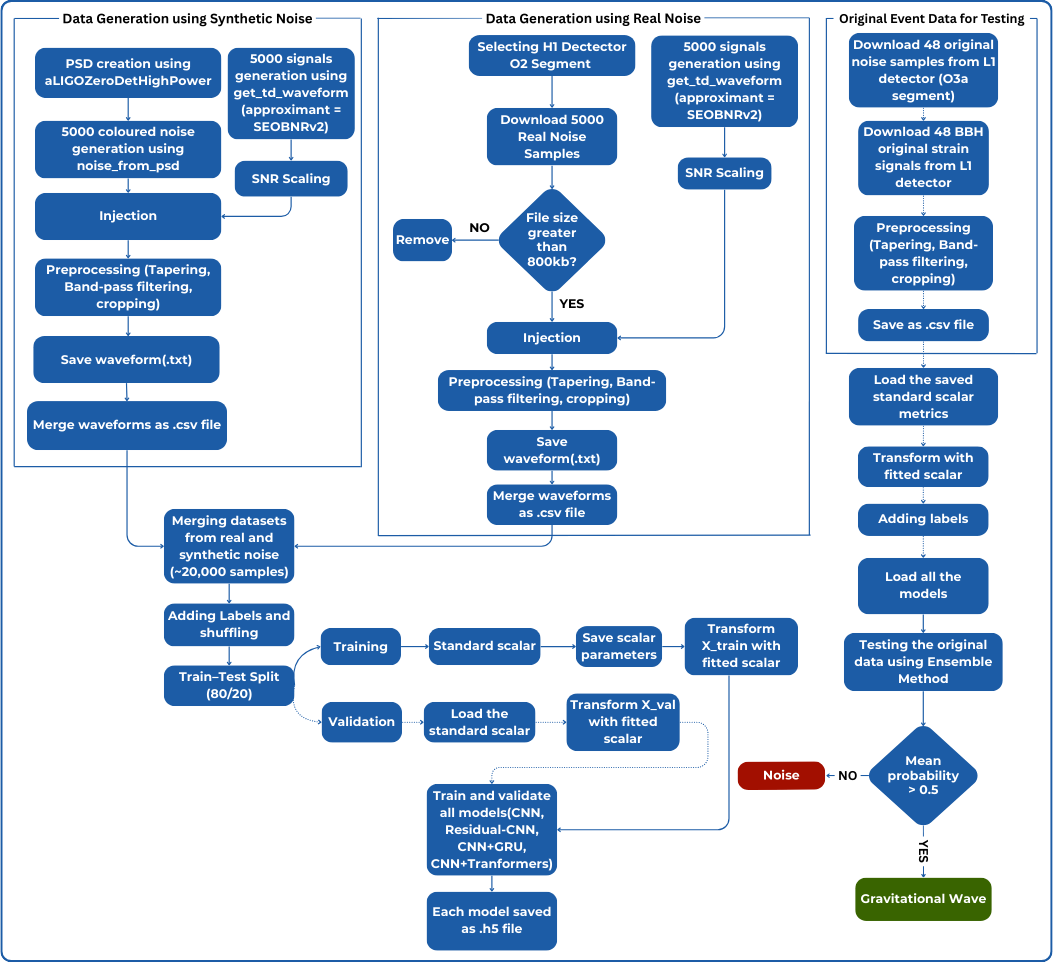 Data Generation using Synthetic Noise
PSD creation using
aLIGOZeroDetHighPower
5000 signals
generation using
get_td_waveform
(approximant =
SEOBNRv2)
5000 coloured noise
generation using
noise_from_psd
SNR Scaling
Injection
Preprocessing (Tapering,
Band-pass filtering,
cropping)
Save waveform(.txt)
Merge waveforms as .csv file
Data Generation using Real Noise
Selecting H1 Dectector
O2 Segment
5000 signals
generation using
get_td_waveform
(approximant =
SEOBNRv2)
Download 5000
Real Noise
Samples
SNR Scaling
File size
greater
than
800kb?
NO
Remove
YES
Injection
Preprocessing (Tapering, Band-
pass filtering, cropping)
Save
waveform(.txt)
Merge waveforms
as .csv file
Original Event Data for Testing
Download 48 original
noise samples from L1
detector (O3a
segment)
Download 48 BBH
original strain
signals from L1
detector
Preprocessing
(Tapering, Band-
pass filtering,
cropping)
Save as .csv file
Load the saved
standard scalar
metrics
Transform with
fitted scalar
Adding labels
Load all the
models
Testing the original
data using Ensemble
Method
Mean
probability
> 0.5
NO
Noise
YES
Gravitational Wave
Merging datasets
from real and
synthetic noise
(~20,000 samples)
Adding Labels and
shuffling
Train–Test Split
(80/20)
Training
Standard scalar
Save scalar
parameters
Transform
X_train with
fitted scalar
Validation
Load the
standard scalar
Transform X_val
with fitted
scalar
Train and validate
all models(CNN,
Residual-CNN,
CNN+GRU,
CNN+Tranformers)
Each model saved
as .h5 file